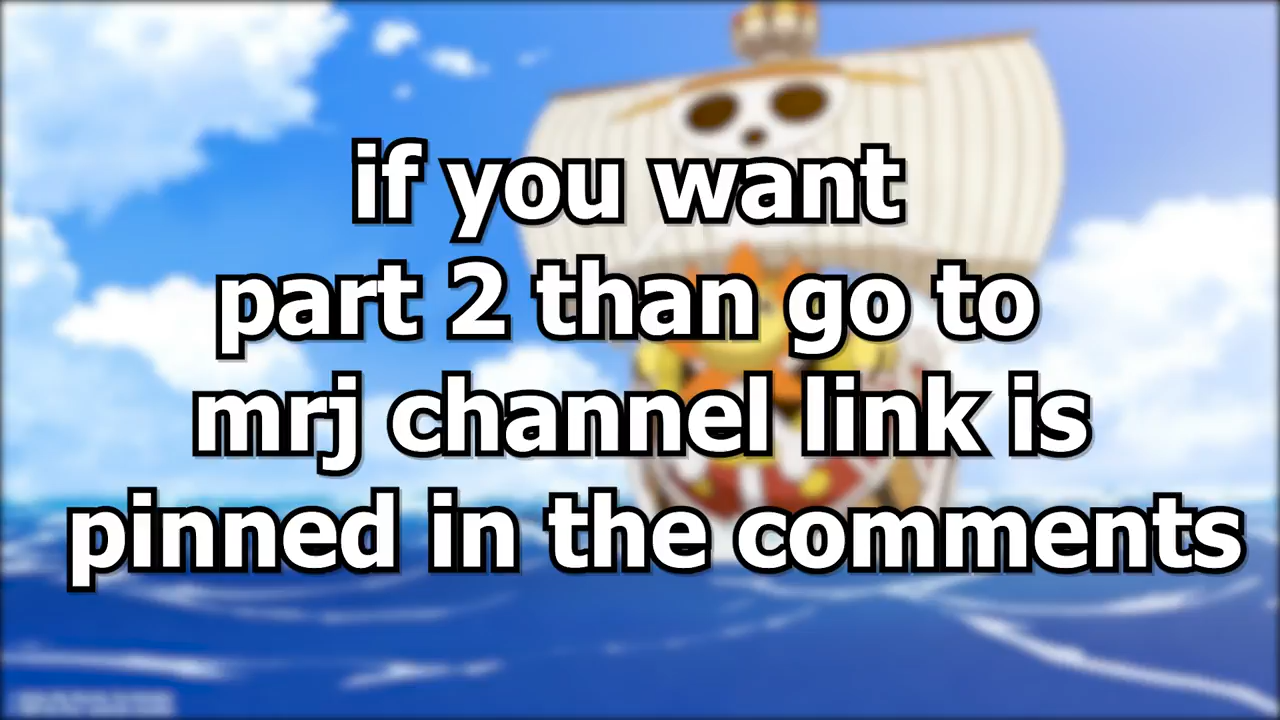 if you want
part 2 than go to
mrj channel link is
pinned in the comments